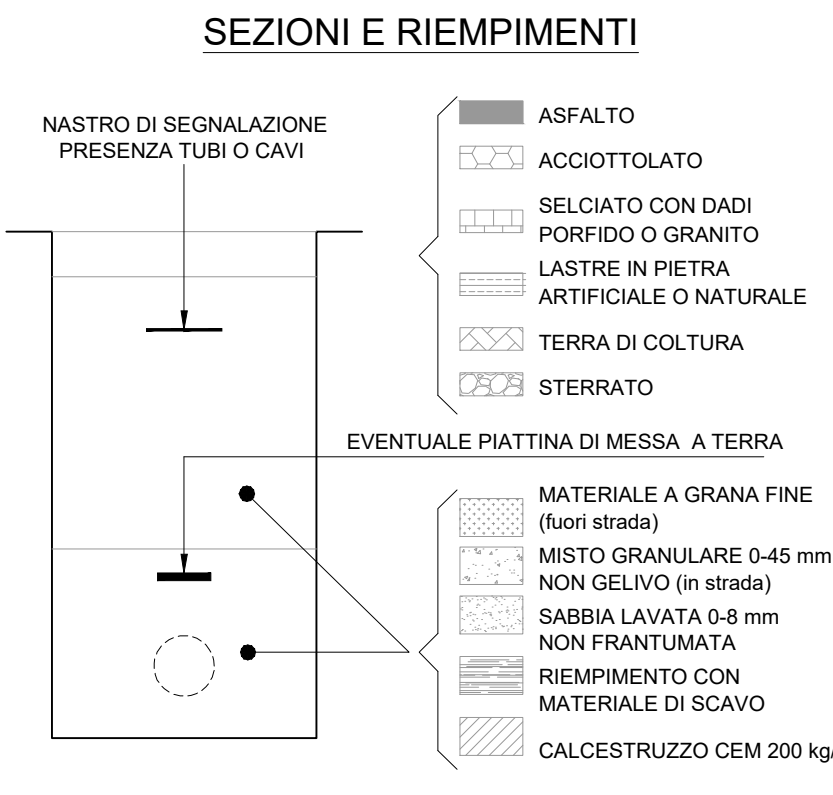 SEZIONI E RIEMPIMENTI
NASTRO DI SEGNALAZIONE
PRESENZA TUBI O CAVI
ASFALTO
ACCIOTTOLATO
SELCIATO CON DADI
PORFIDO O GRANITO
LASTRE IN PIETRA
ARTIFICIALE O NATURALE
TERRA DI COLTURA
STERRATO
EVENTUALE PIATTINA DI MESSA A TERRA
MATERIALE A GRANA FINE
(fuori strada)
MISTO GRANULARE 0-45 mm
NON GELIVO (in strada)
SABBIA LAVATA 0-8 mm
NON FRANTUMATA
RIEMPIMENTO CON
MATERIALE DI SCAVO
CALCESTRUZZO CEM 200 kg/